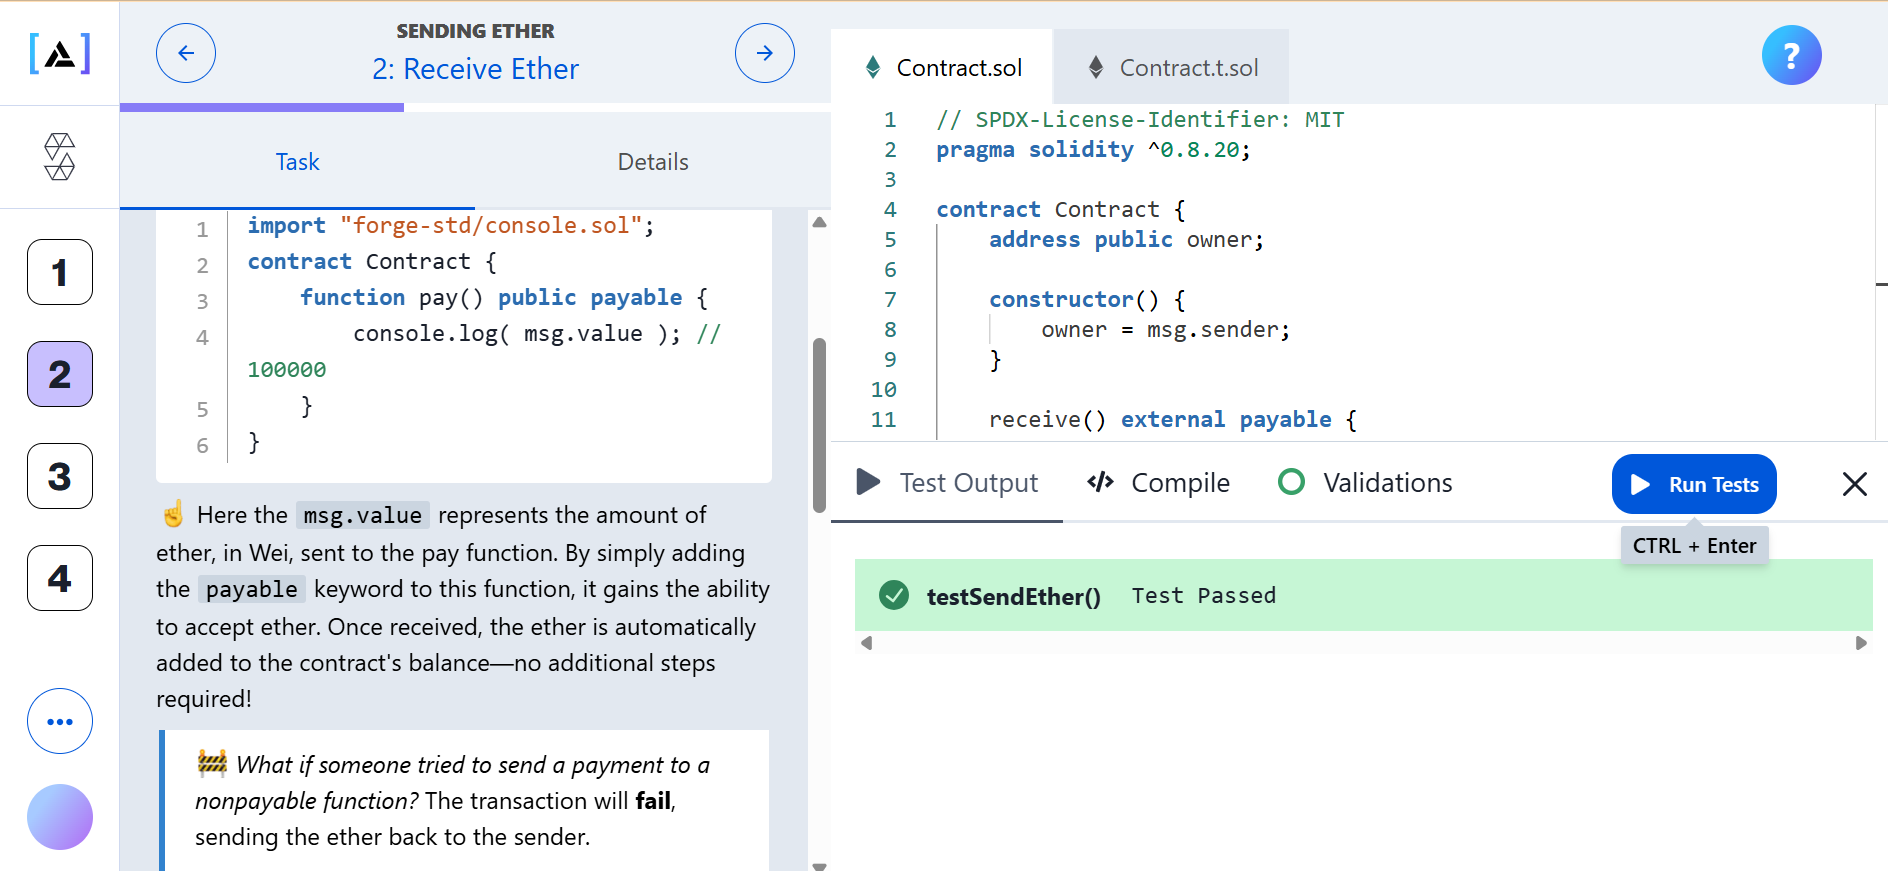 SENDING ETHER
2: Receive Ether
Task
Details
1
2
3
4
1 import "forge-std/console.sol";
2 contract Contract {
3 function pay() public payable {
4 console.log( msg.value ); //
100000
5 }
6 }
☝️ Here the msg.value represents the amount of
ether, in Wei, sent to the pay function. By simply adding
the payable keyword to this function, it gains the ability
to accept ether. Once received, the ether is automatically
added to the contract's balance—no additional steps
required!
🚧 What if someone tried to send a payment to a
nonpayable function? The transaction will fail,
sending the ether back to the sender.
Contract.sol
Contract.t.sol
?
1 // SPDX-License-Identifier: MIT
2 pragma solidity ^0.8.20;
3
4 contract Contract {
5 address public owner;
6
7 constructor() {
8 owner = msg.sender;
9 }
10
11 receive() external payable {
Test Output
Compile
Validations
Run Tests
CTRL + Enter
testSendEther() Test Passed